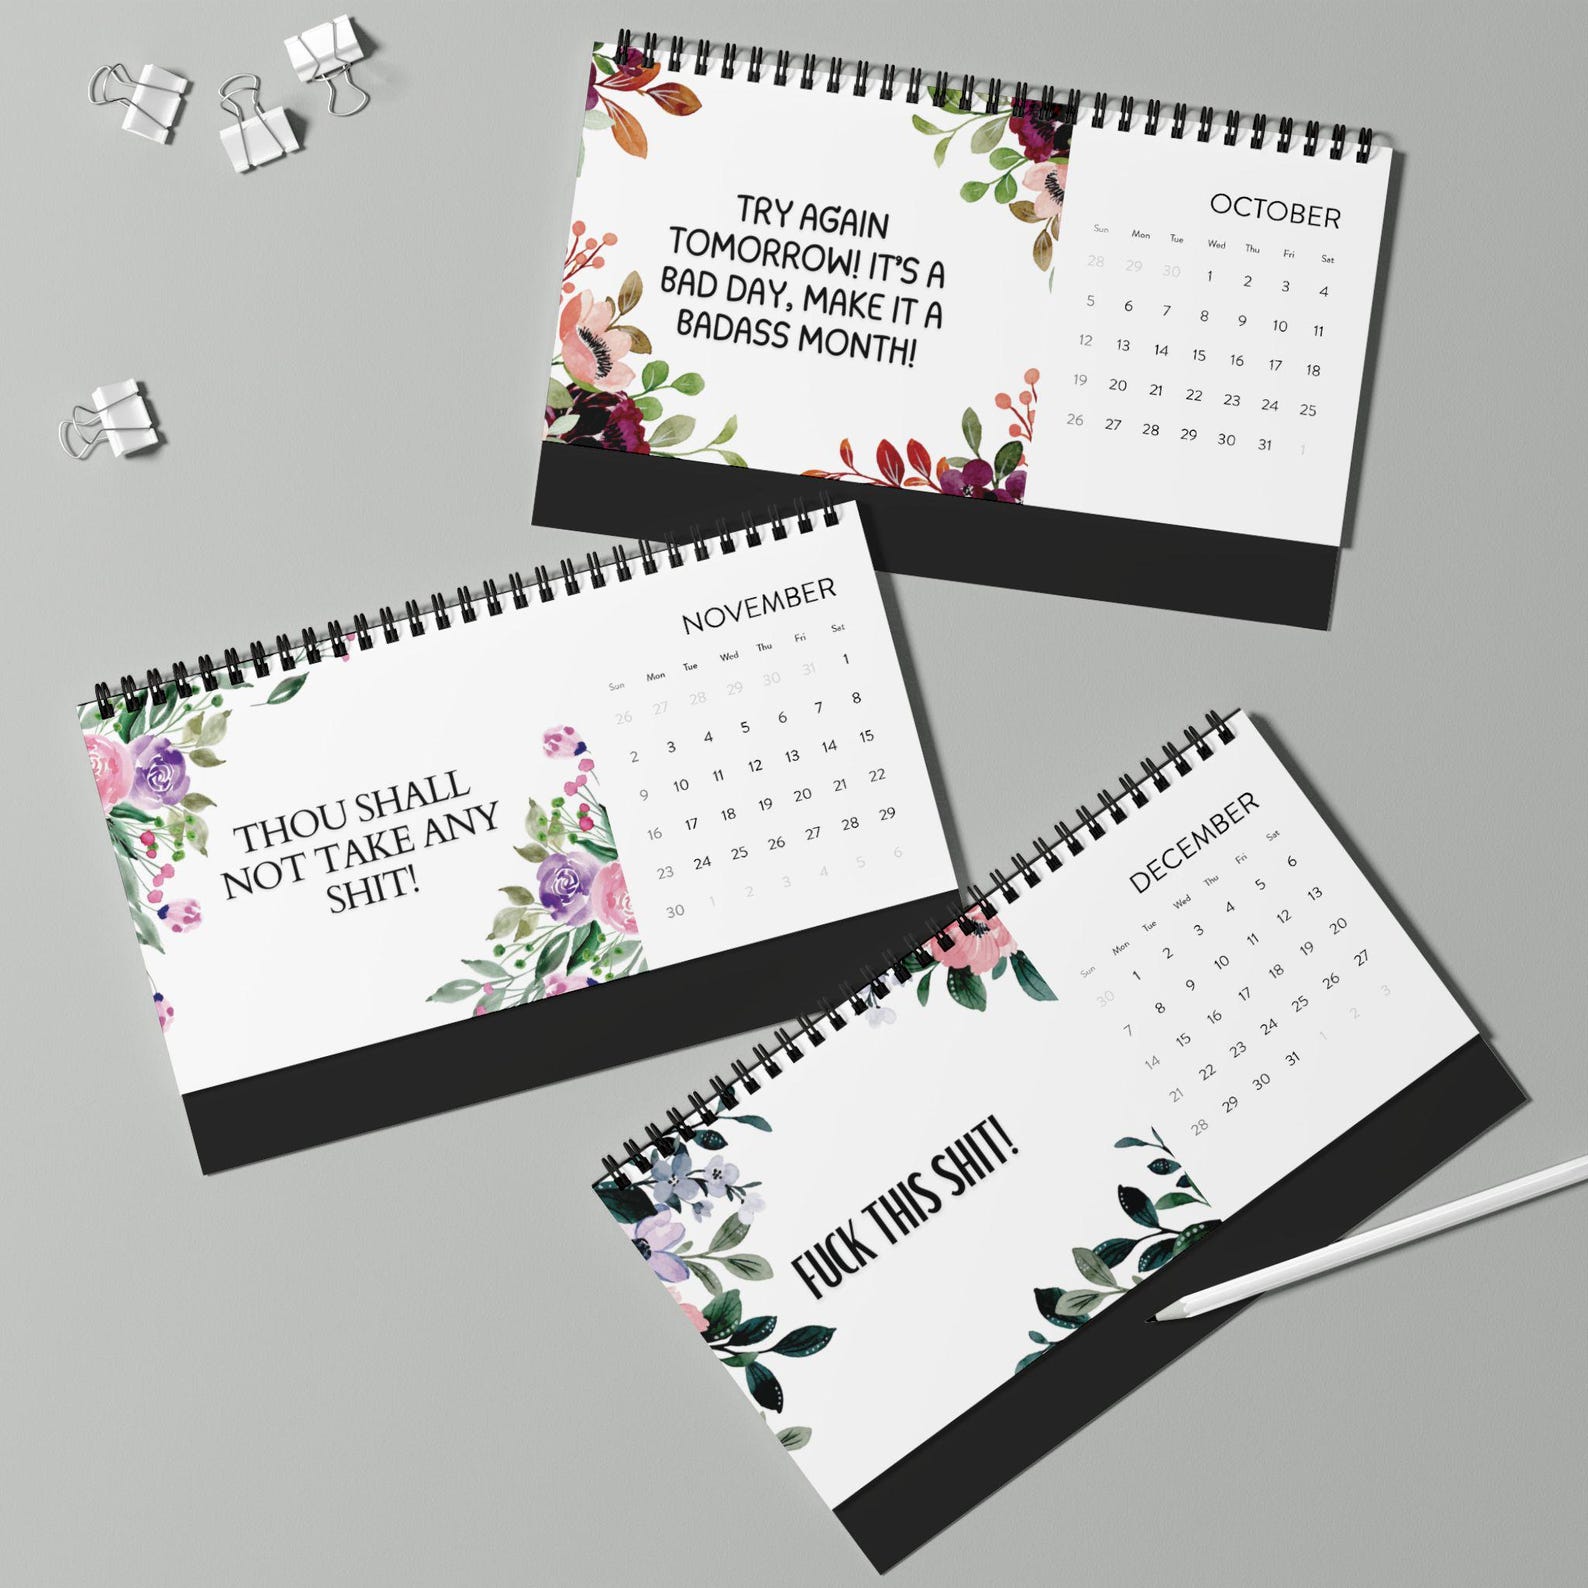 TRY AGAIN
TOMORROW! IT'S A
BAD DAY, MAKE IT A
BADASS MONTH!
OCTOBER
Sun Mon Tue Wed Thu Fri Sat
28 29 30 1 2 3 4
5 6 7 8 9 10 11
12 13 14 15 16 17 18
19 20 21 22 23 24 25
26 27 28 29 30 31 1
THOU SHALL
NOT TAKE ANY
SHIT!
NOVEMBER
Sun Mon Tue Wed Thu Fri Sat
26 27 28 29 30 31 1
2 3 4 5 6 7 8
9 10 11 12 13 14 15
16 17 18 19 20 21 22
23 24 25 26 27 28 29
30 1 2 3 4 5 6
FUCK THIS SHIT!
DECEMBER
Sun Mon Tue Wed Thu Fri Sat
30 1 2 3 4 5 6
7 8 9 10 11 12 13
14 15 16 17 18 19 20
21 22 23 24 25 26 27
28 29 30 31 1 2 3